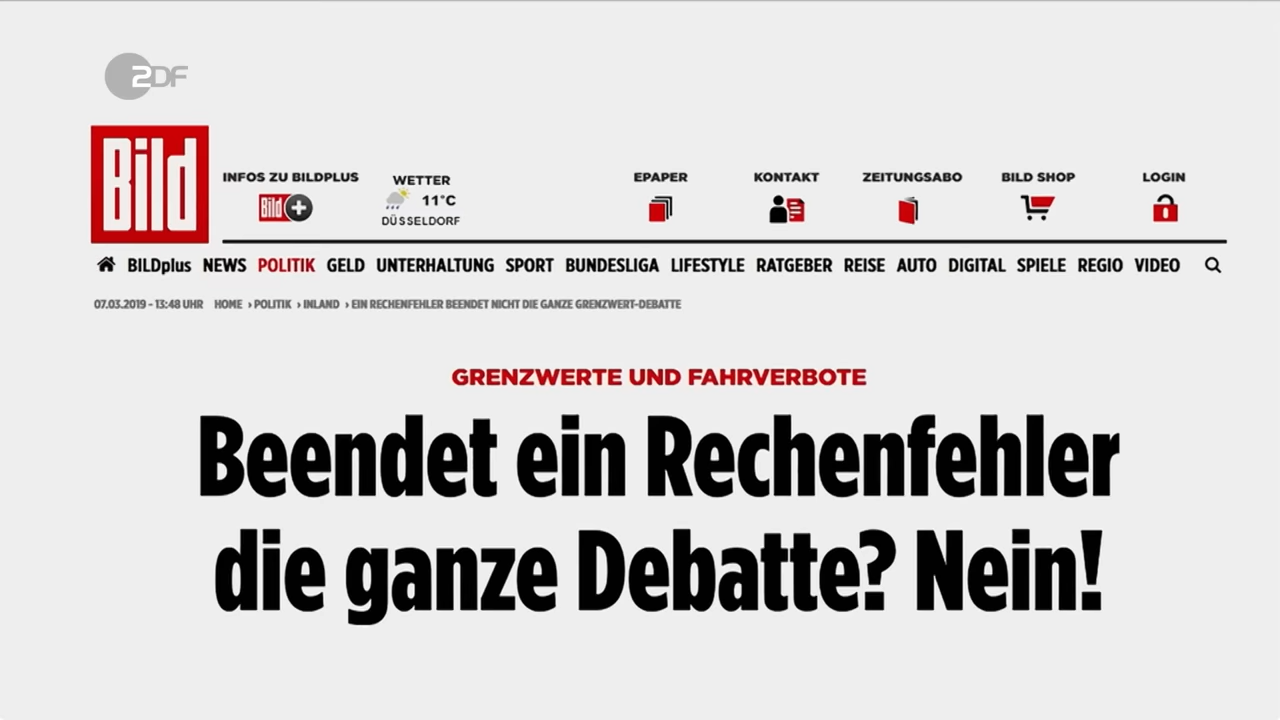 2DF
Bild
INFOS ZU BILDPLUS
Bild+
WETTER
11°C
DÜSSELDORF
EPAPER
KONTAKT
ZEITUNGSABO
BILD SHOP
LOGIN
BILDplus NEWS POLITIK GELD UNTERHALTUNG SPORT BUNDESLIGA LIFESTYLE RATGEBER REISE AUTO DIGITAL SPIELE REGIO VIDEO
07.03.2019 - 13:48 UHR HOME › POLITIK › INLAND › EIN RECHENFEHLER BEENDET NICHT DIE GANZE GRENZWERT-DEBATTE
GRENZWERTE UND FAHRVERBOTE
Beendet ein Rechenfehler
die ganze Debatte? Nein!